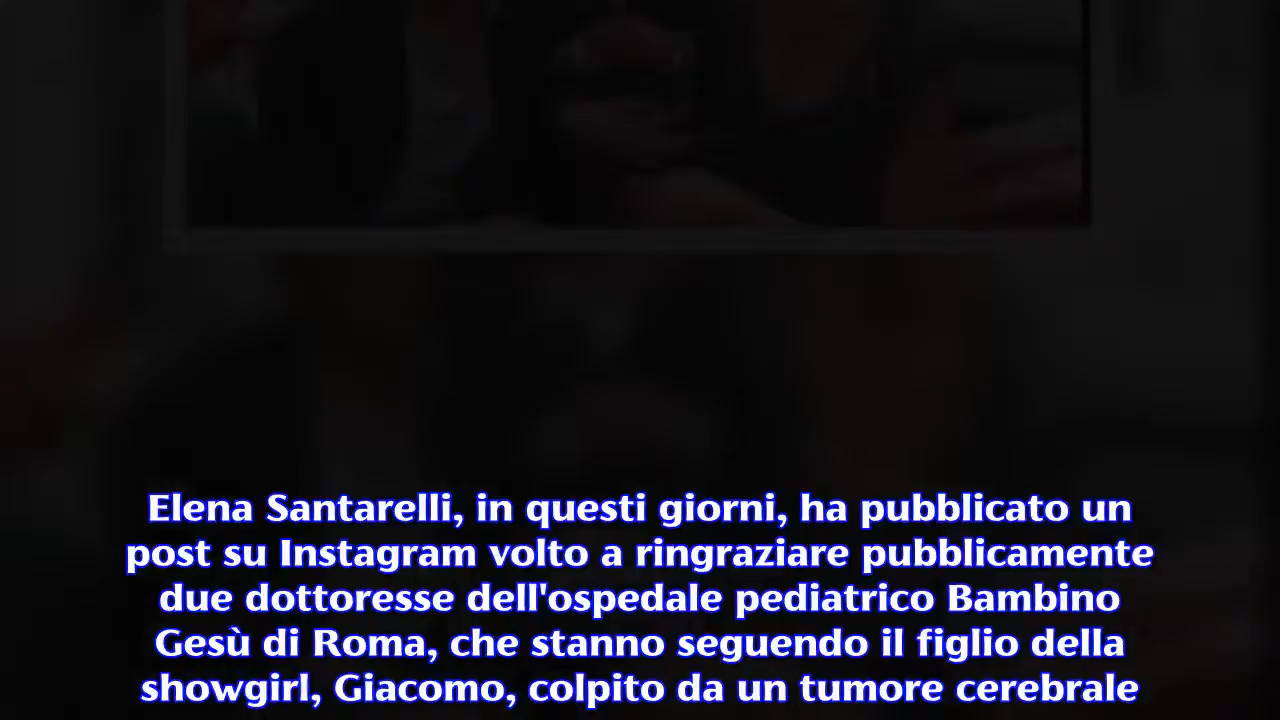 Elena Santarelli, in questi giorni, ha pubblicato un
post su Instagram volto a ringraziare pubblicamente
due dottoresse dell'ospedale pediatrico Bambino
Gesù di Roma, che stanno seguendo il figlio della
showgirl, Giacomo, colpito da un tumore cerebrale